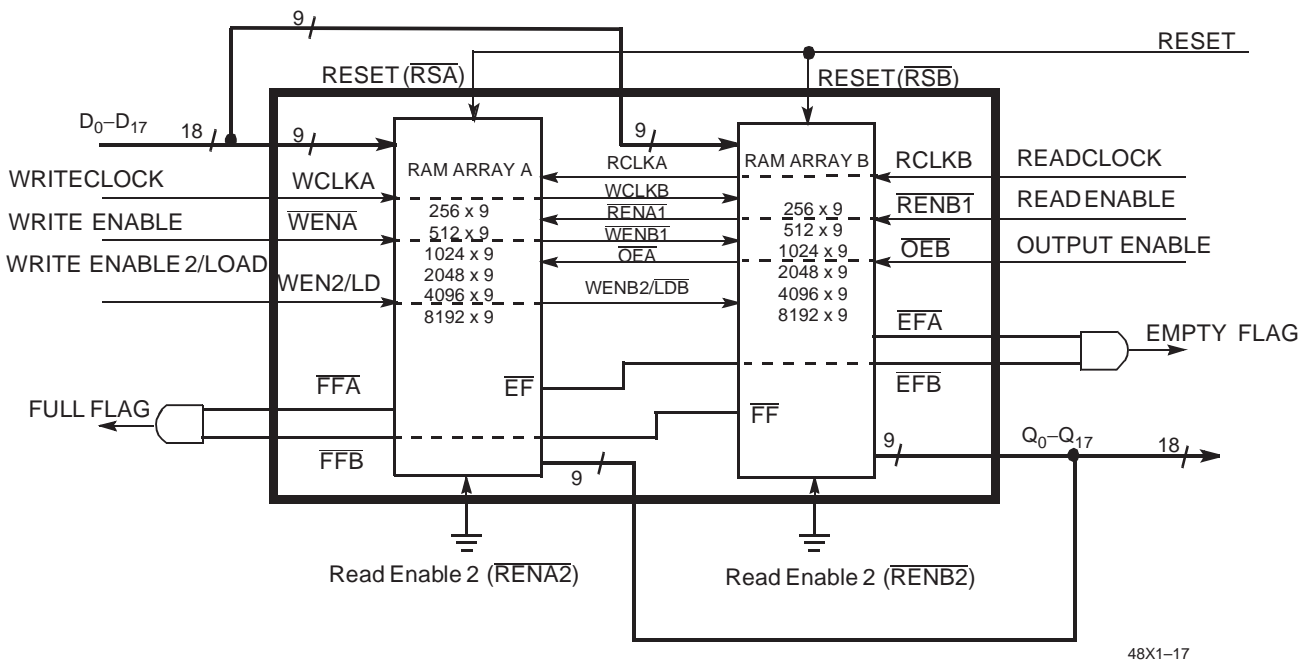 9
RESET
RESET (RSA)
RESET (RSB)
D0–D17
18
9
9
RAM ARRAY A
RCLKA
RAM ARRAY B
RCLKB
READCLOCK
WRITECLOCK
WCLKA
WCLKB
256 x 9
RENA1
256 x 9
RENB1
READ ENABLE
WRITE ENABLE
WENA
512 x 9
WENB1
512 x 9
1024 x 9
OEA
1024 x 9
OEB
OUTPUT ENABLE
WRITE ENABLE 2/LOAD
2048 x 9
2048 x 9
WEN2/LD
4096 x 9
WENB2/LDB
4096 x 9
8192 x 9
8192 x 9
EFA
EMPTY FLAG
FFA
EF
EFB
FULL FLAG
FF
FFB
9
9
Q0–Q17
18
Read Enable 2 (RENA2)
Read Enable 2 (RENB2)
48X1–17